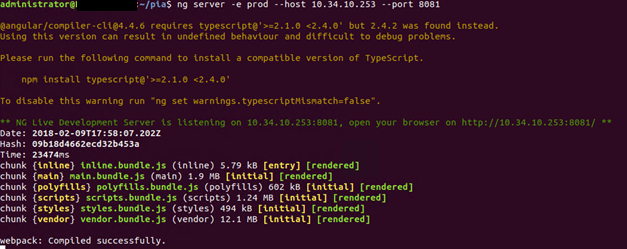 administrator@ :~/pia$ ng server -e prod --host 10.34.10.253 --port 8081
@angular/compiler-cli@4.4.6 requires typescript@'>=2.1.0 <2.4.0' but 2.4.2 was found instead.
Using this version can result in undefined behaviour and difficult to debug problems.
Please run the following command to install a compatible version of TypeScript.
npm install typescript@'>=2.1.0 <2.4.0'
To disable this warning run "ng set warnings.typescriptMismatch=false".
** NG Live Development Server is listening on 10.34.10.253:8081, open your browser on http://10.34.10.253:8081/ **
Date: 2018-02-09T17:58:07.202Z
Hash: 09b18d4662ecd32b453a
Time: 23474ms
chunk {inline} inline.bundle.js (inline) 5.79 kB [entry] [rendered]
chunk {main} main.bundle.js (main) 1.9 MB [initial] [rendered]
chunk {polyfills} polyfills.bundle.js (polyfills) 602 kB [initial] [rendered]
chunk {scripts} scripts.bundle.js (scripts) 1.24 MB [initial] [rendered]
chunk {styles} styles.bundle.js (styles) 494 kB [initial] [rendered]
chunk {vendor} vendor.bundle.js (vendor) 12.1 MB [initial] [rendered]
webpack: Compiled successfully.